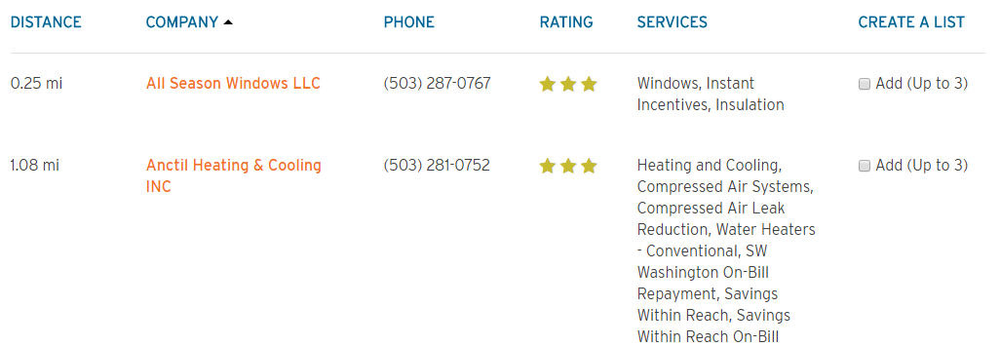 DISTANCE COMPANY PHONE RATING SERVICES CREATE A LIST
0.25 mi All Season Windows LLC (503) 287-0767 Windows, Instant Add (Up to 3)
Incentives, Insulation
1.08 mi Anctil Heating & Cooling (503) 281-0752 Heating and Cooling, Add (Up to 3)
INC Compressed Air Systems,
Compressed Air Leak
Reduction, Water Heaters
- Conventional, SW
Washington On-Bill
Repayment, Savings
Within Reach, Savings
Within Reach On-Bill